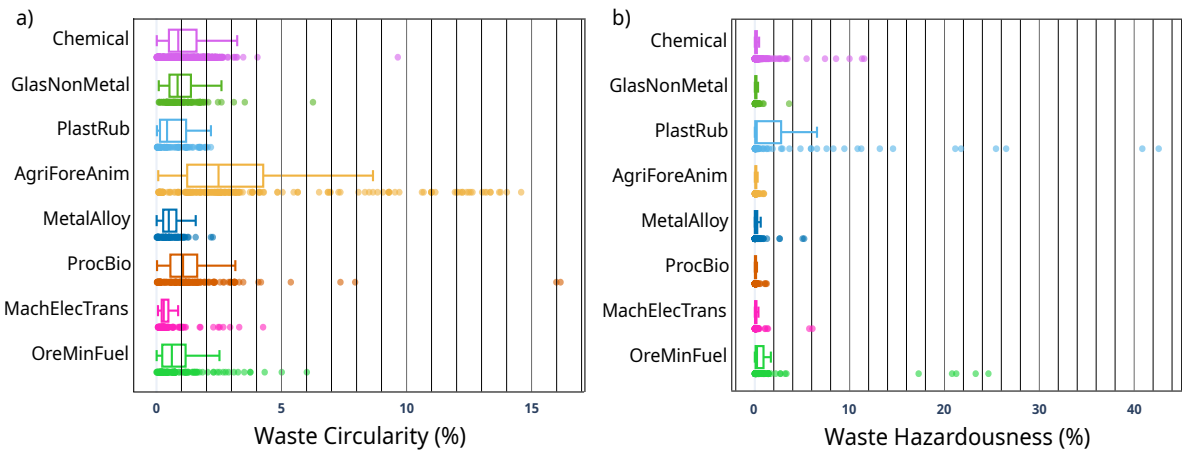 a)
Chemical
GlasNonMetal
PlastRub
AgriForeAnim
MetalAlloy
ProcBio
MachElecTrans
OreMinFuel
0 5 10 15
Waste Circularity (%)
b)
Chemical
GlasNonMetal
PlastRub
AgriForeAnim
MetalAlloy
ProcBio
MachElecTrans
OreMinFuel
0 10 20 30 40
Waste Hazardousness (%)